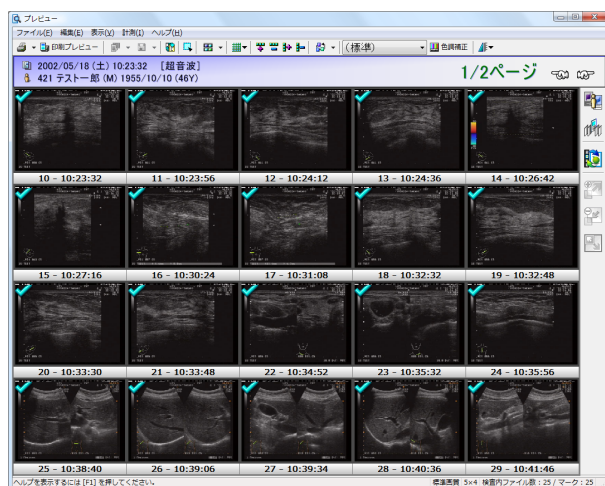 プレビュー
ファイル(F) 編集(E) 表示(V) 計測(I) ヘルプ(H)
印刷プレビュー (標準) 色調補正
2002/05/18 (土) 10:23:32 [超音波]
421 テスト一郎 (M) 1955/10/10 (46Y)
1/2ページ
10 - 10:23:32 11 - 10:23:56 12 - 10:24:12 13 - 10:24:36 14 - 10:26:42
15 - 10:27:16 16 - 10:30:24 17 - 10:31:08 18 - 10:32:32 19 - 10:32:48
20 - 10:33:30 21 - 10:33:48 22 - 10:34:52 23 - 10:35:32 24 - 10:35:56
25 - 10:38:40 26 - 10:39:06 27 - 10:39:34 28 - 10:40:36 29 - 10:41:46
ヘルプを表示するには [F1] を押してください。 標準画質 5×4 検査内ファイル数 : 25 / マーク : 25